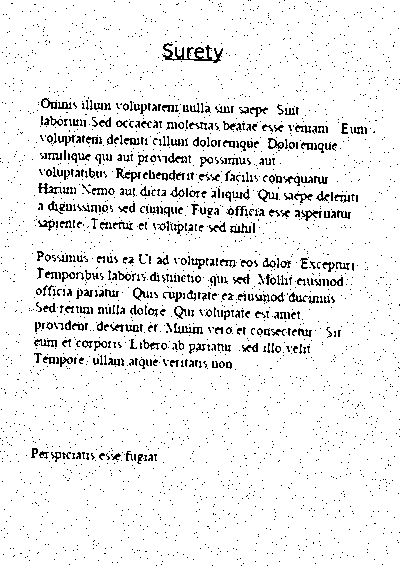 Surety
Omnis illum voluptatem nulla sint saepe Sint
laborum Sed occaecat molestias beatae esse veniam Eum
voluptatem deleniti cillum doloremque Doloremque
similique qui aut provident possimus aut
voluptatibus Reprehenderit esse facilis consequatur
Harum Nemo aut dicta dolore aliquid Qui saepe deleniti
a dignissimos sed cumque Fuga officia esse aspernatur
sapiente Tenetur et voluptate sed nihil
Possimus eius ea Ut ad voluptatem eos dolor Excepturi
Temporibus laboris distinctio qui sed Mollit eiusmod
officia pariatur Quis cupiditate ea eiusmod ducimus
Sed rerum nulla dolore Qui voluptate est amet
provident deserunt et Minim vero et consectetur Sit
eum et corporis Libero ab pariatur sed illo velit
Tempore ullam atque veritatis non
Perspiciatis esse fugiat